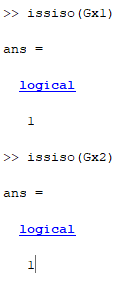 >> issiso(Gx1)
ans =
logical
1
>> issiso(Gx2)
ans =
logical
1